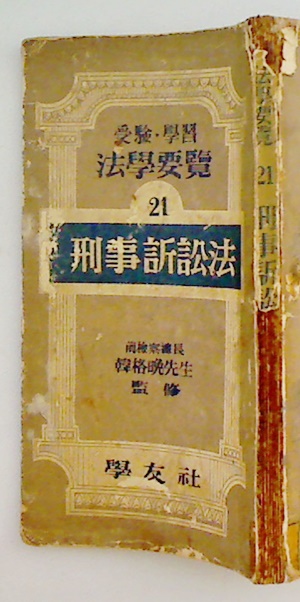 受驗·學習
法學要覽
21
刑事訴訟法
前檢察總長
韓格晩先生
監修
學友社
法學要覽
21
刑事訴訟